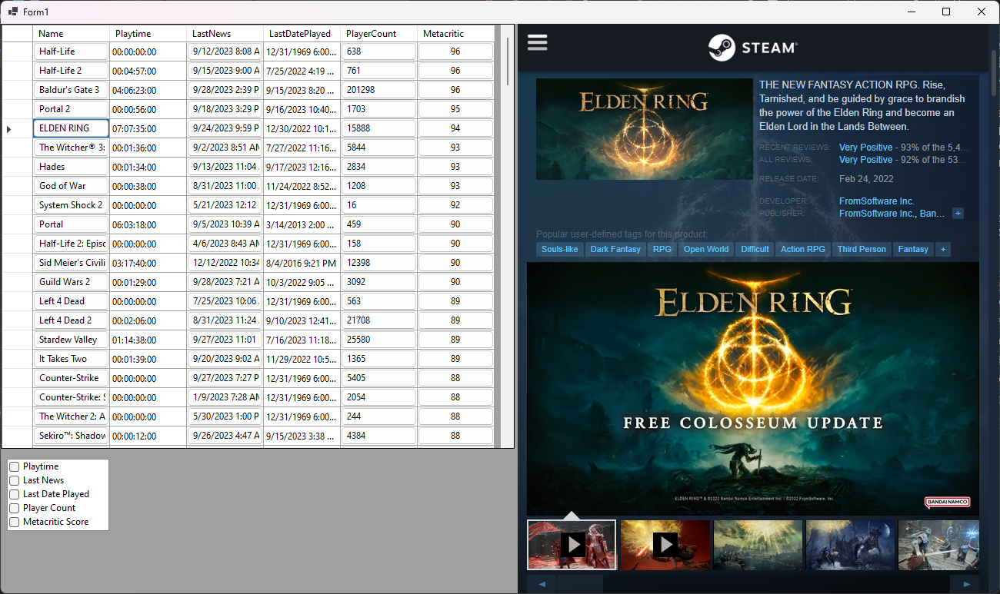 Form1
Name Playtime LastNews LastDatePlayed PlayerCount Metacritic
Half-Life 00:00:00:00 9/12/2023 8:08 A 12/31/1969 6:00... 638 96
Half-Life 2 00:04:57:00 9/15/2023 9:00 A 7/25/2022 4:19 ... 761 96
Baldur's Gate 3 04:06:23:00 9/28/2023 2:39 P 9/15/2023 8:20 ... 201298 96
Portal 2 00:00:56:00 9/18/2023 3:29 P 9/16/2023 10:40... 1703 95
ELDEN RING 07:07:35:00 9/24/2023 9:59 P 12/30/2022 10:1... 15888 94
The Witcher® 3: 00:01:36:00 9/2/2023 8:51 AM 7/27/2022 11:16... 5844 93
Hades 00:01:34:00 9/13/2023 11:04 9/17/2023 12:16... 2834 93
God of War 00:00:38:00 8/31/2023 11:00 11/24/2022 8:52... 1208 93
System Shock 2 00:00:00:00 5/21/2023 12:12 12/31/1969 6:00... 16 92
Portal 06:03:18:00 9/5/2023 10:39 A 3/14/2013 2:00 ... 459 90
Half-Life 2: Episo 00:00:00:00 4/6/2023 8:43 AM 12/31/1969 6:00... 158 90
Sid Meier's Civili 03:17:40:00 12/12/2022 10:34 8/4/2016 9:21 PM 12398 90
Guild Wars 2 00:01:29:00 9/28/2023 7:21 A 10/3/2022 9:05 ... 3092 90
Left 4 Dead 00:00:00:00 7/25/2023 10:06 12/31/1969 6:00... 563 89
Left 4 Dead 2 00:02:06:00 8/31/2023 11:24 9/10/2023 12:41... 21708 89
Stardew Valley 01:14:38:00 9/27/2023 11:01 7/16/2023 11:18... 25580 89
It Takes Two 00:01:39:00 9/20/2023 9:02 A 11/29/2022 10:5... 1365 89
Counter-Strike 00:00:00:00 9/27/2023 7:27 P 12/31/1969 6:00... 5405 88
Counter-Strike: S 00:00:00:00 1/9/2023 7:28 AM 12/31/1969 6:00... 2054 88
The Witcher 2: A 00:00:00:00 5/30/2023 1:00 P 12/31/1969 6:00... 244 88
Sekiro™: Shadow 00:00:12:00 9/26/2023 4:47 A 9/15/2023 3:38 ... 4384 88
Playtime
Last News
Last Date Played
Player Count
Metacritic Score
STEAM
ELDEN RING
THE NEW FANTASY ACTION RPG. Rise,
Tarnished, and be guided by grace to brandish
the power of the Elden Ring and become an
Elden Lord in the Lands Between.
RECENT REVIEWS: Very Positive - 93% of the 5,4...
ALL REVIEWS: Very Positive - 92% of the 53...
RELEASE DATE: Feb 24, 2022
DEVELOPER: FromSoftware Inc.
PUBLISHER: FromSoftware Inc., Ban... +
Popular user-defined tags for this product:
Souls-like Dark Fantasy RPG Open World Difficult Action RPG Third Person Fantasy +
ELDEN RING
FREE COLOSSEUM UPDATE
ELDEN RING™ & ©2022 Bandai Namco Entertainment Inc. / ©2022 FromSoftware, Inc.
BANDAI NAMCO